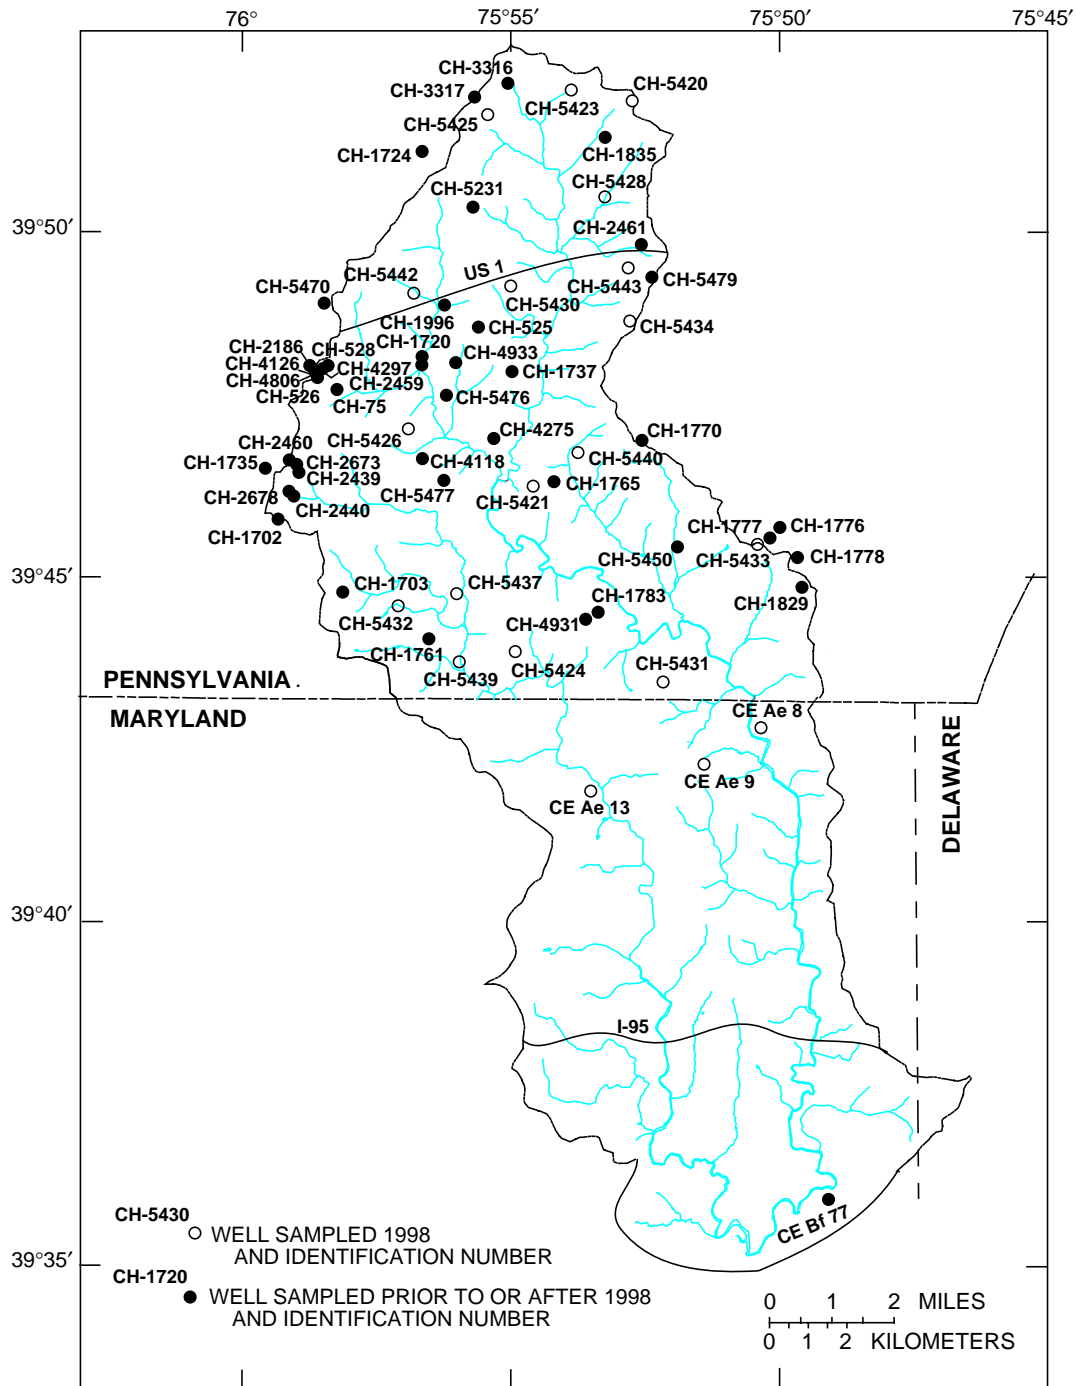 76°
75°55′
75°50′
75°45′
CH-3316
CH-3317
CH-5420
CH-5423
CH-5425
CH-1724
CH-1835
CH-5428
CH-5231
39°50′
CH-2461
US 1
CH-5442
CH-5443
CH-5479
CH-5470
CH-5430
CH-1996
CH-525
CH-5434
CH-1720
CH-2186
CH-528
CH-4933
CH-4126
CH-4297
CH-1737
CH-4806
CH-2459
CH-526
CH-75
CH-5476
CH-2460
CH-5426
CH-4275
CH-1770
CH-1735
CH-2673
CH-4118
CH-5440
CH-2439
CH-5477
CH-1765
CH-2678
CH-5421
CH-2440
CH-1702
CH-1777
CH-1776
CH-5450
CH-5433
CH-1778
39°45′
CH-1703
CH-5437
CH-1783
CH-1829
CH-5432
CH-4931
CH-1761
CH-5439
CH-5424
CH-5431
PENNSYLVANIA
MARYLAND
CE Ae 8
DELAWARE
CE Ae 9
CE Ae 13
39°40′
I-95
CE Bf 77
39°35′
CH-5430
WELL SAMPLED 1998
AND IDENTIFICATION NUMBER
CH-1720
WELL SAMPLED PRIOR TO OR AFTER 1998
AND IDENTIFICATION NUMBER
0 1 2 MILES
0 1 2 KILOMETERS